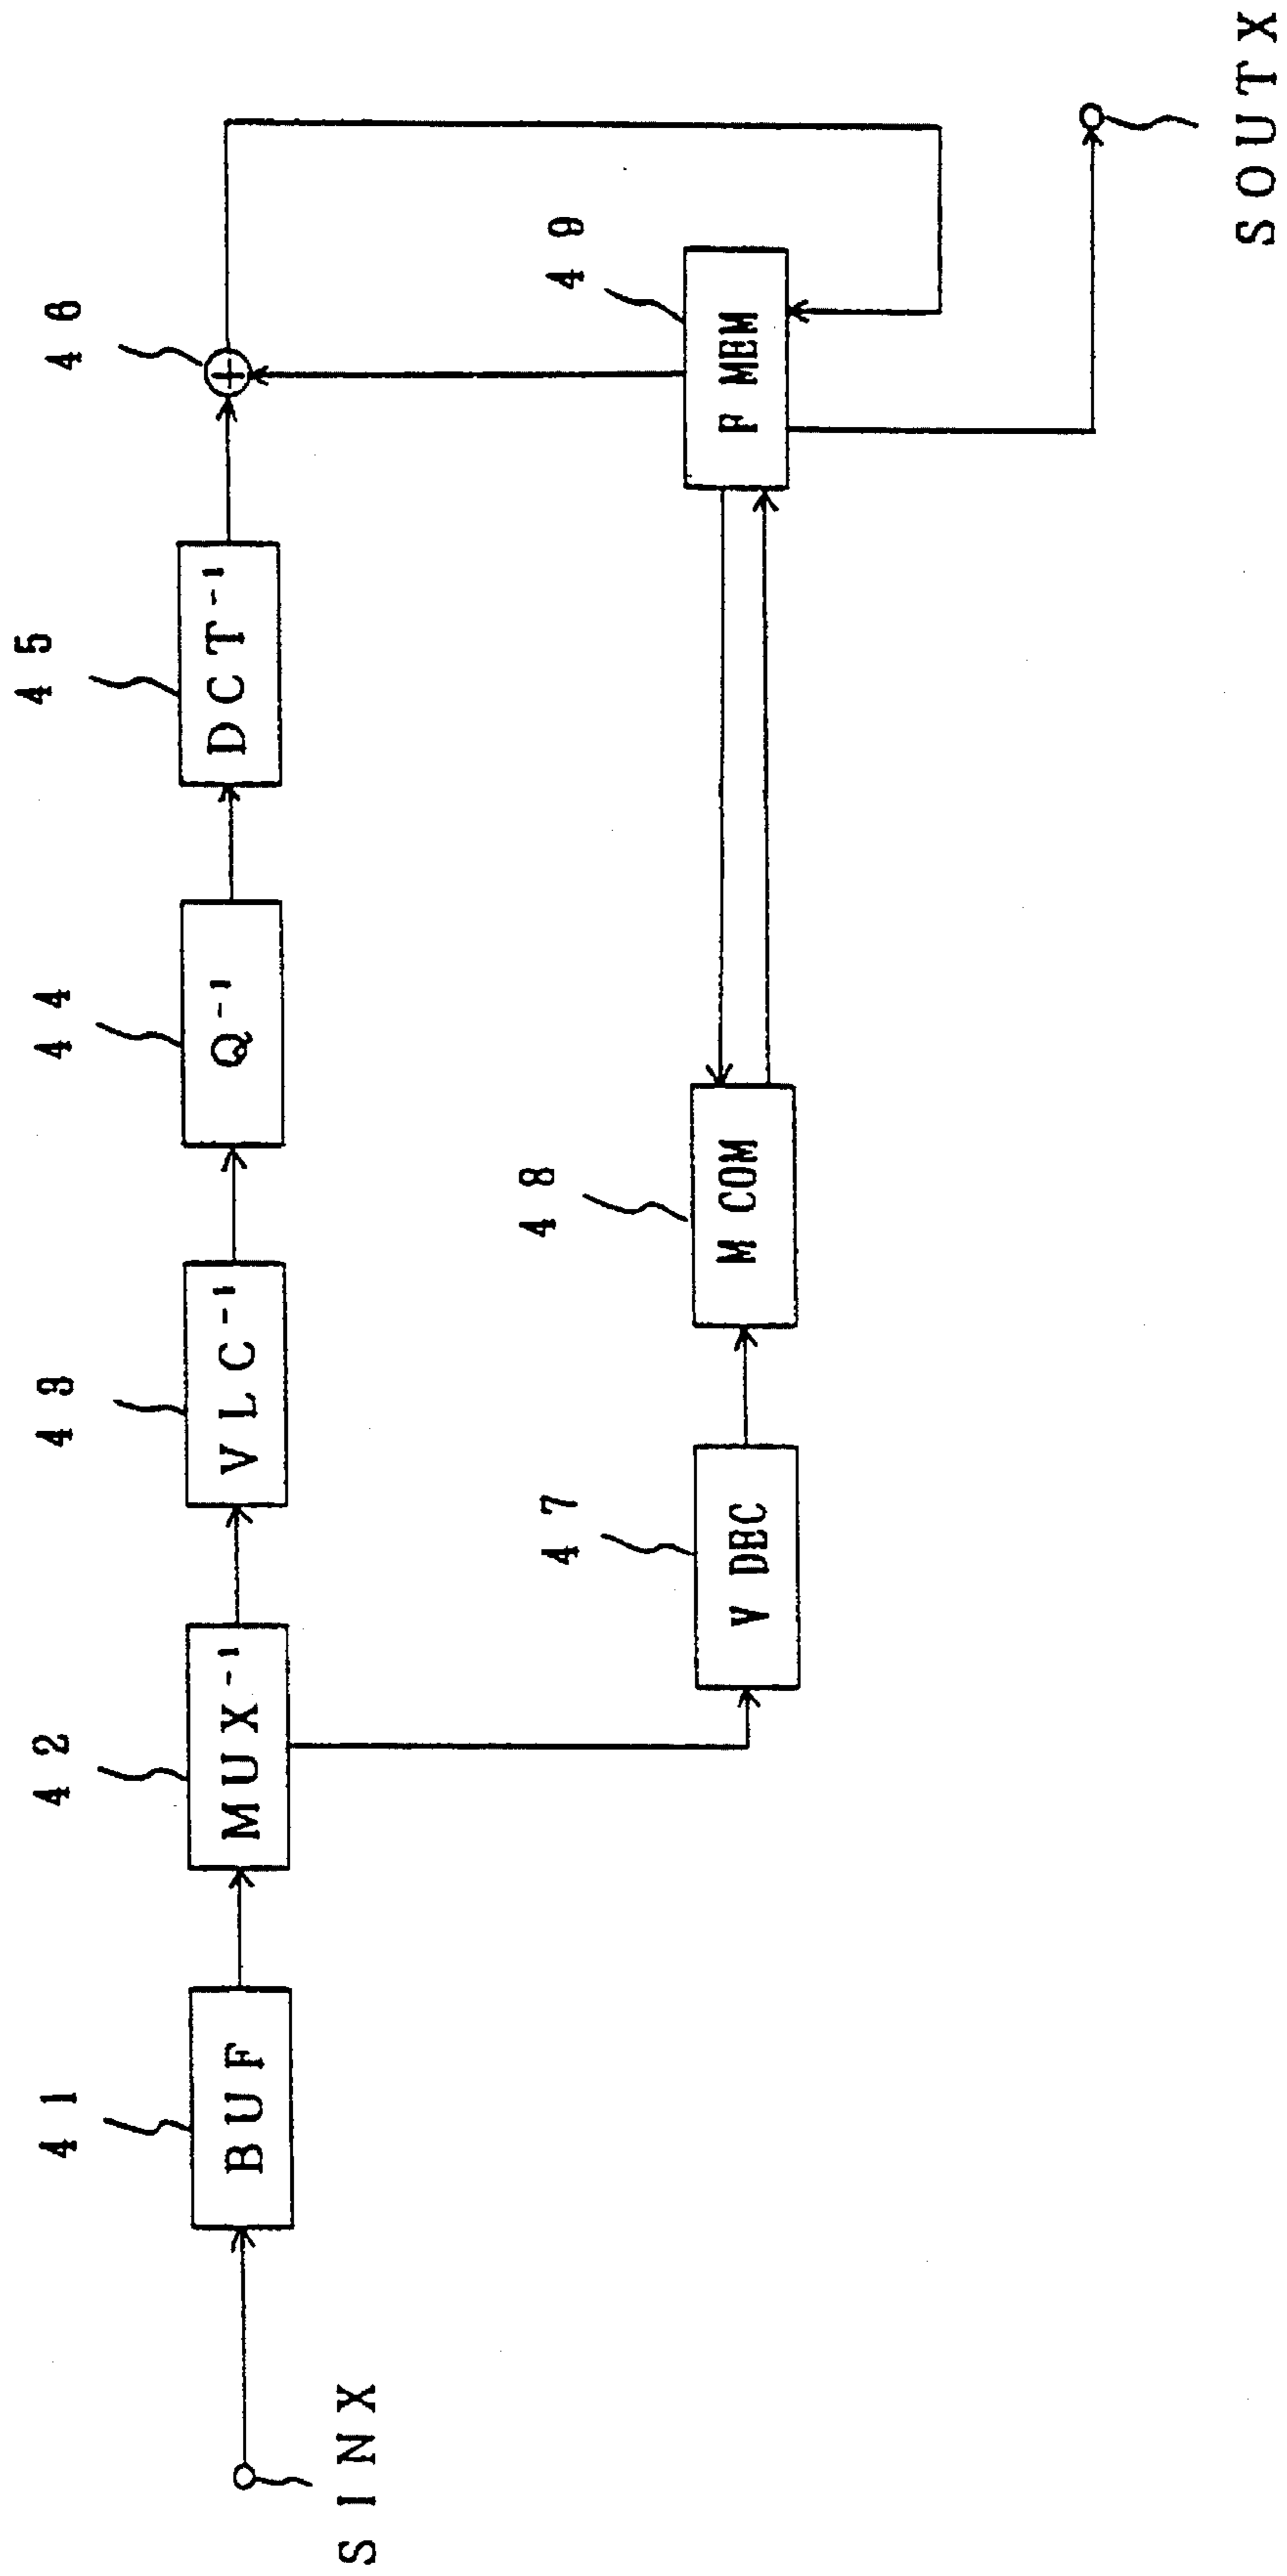 41
BUF
42
MUX⁻¹
43
VLC⁻¹
44
Q⁻¹
45
DCT⁻¹
46
+
SINX
47
V DEC
48
M COM
49
F MEM
SOUTX